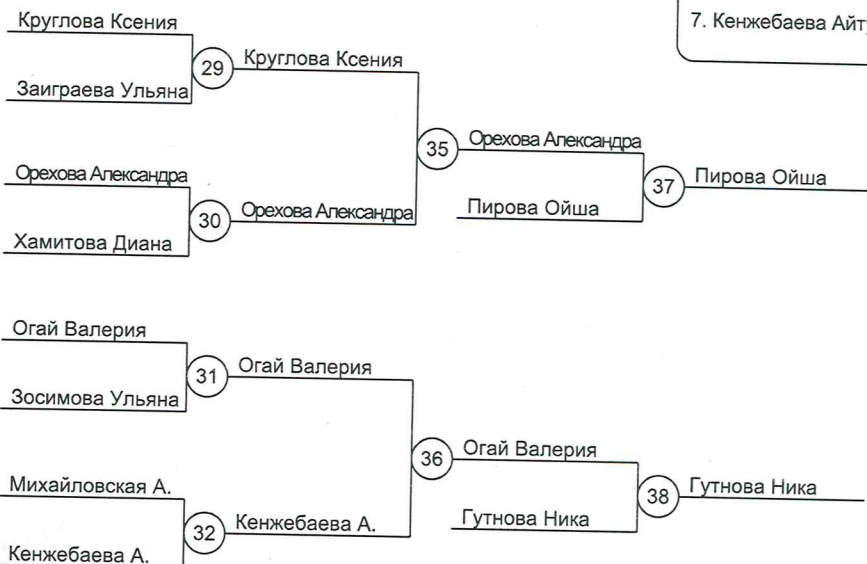 7. Кенжебаева
Круглова Ксения
29
Круглова Ксения
Заиграева Ульяна
35
Орехова Александра
Орехова Александра
37
Пирова Ойша
30
Орехова Александра
Пирова Ойша
Хамитова Диана
Огай Валерия
31
Огай Валерия
Зосимова Ульяна
36
Огай Валерия
Михайловская А.
38
Гутнова Ника
32
Кенжебаева А.
Гутнова Ника
Кенжебаева А.